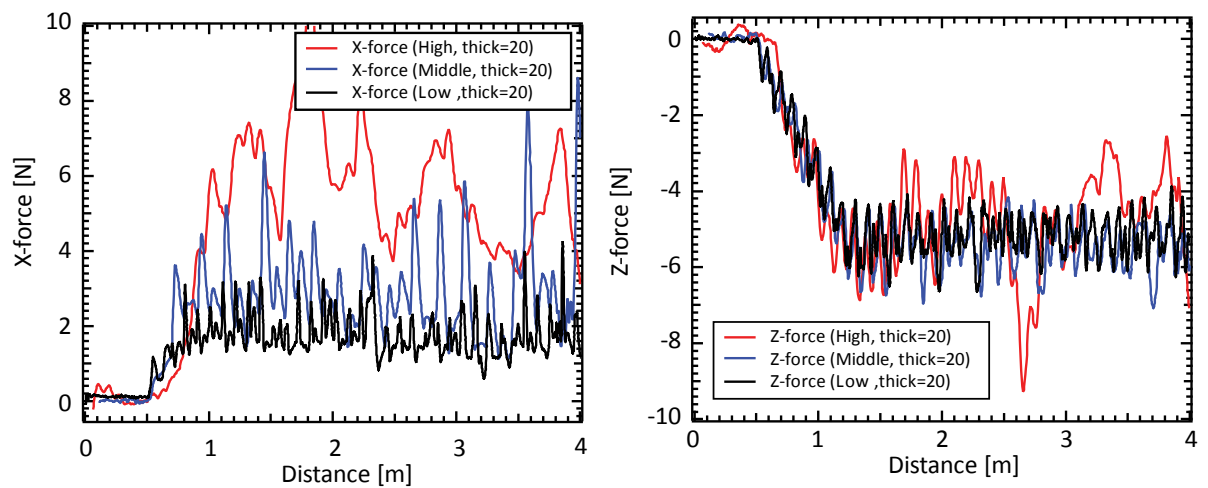 X-force [N]
10
8
6
4
2
0
X-force (High, thick=20)
X-force (Middle, thick=20)
X-force (Low ,thick=20)
0 1 2 3 4
Distance [m]
Z-force [N]
0
-2
-4
-6
-8
-10
Z-force (High, thick=20)
Z-force (Middle, thick=20)
Z-force (Low ,thick=20)
0 1 2 3 4
Distance [m]